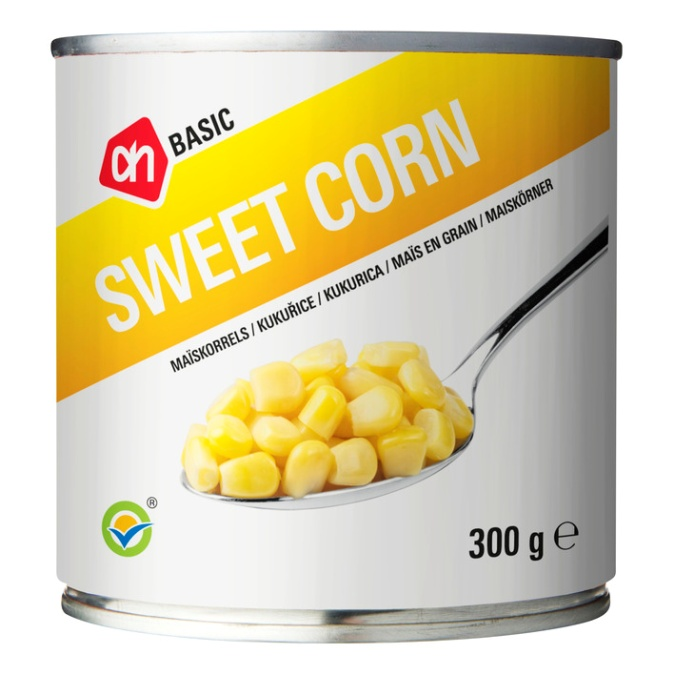 ah
BASIC
SWEET CORN
MAÏSKORRELS / KUKUŘICE / KUKURICA / MAÏS EN GRAIN / MAISKÖRNER
®
300 g ℮